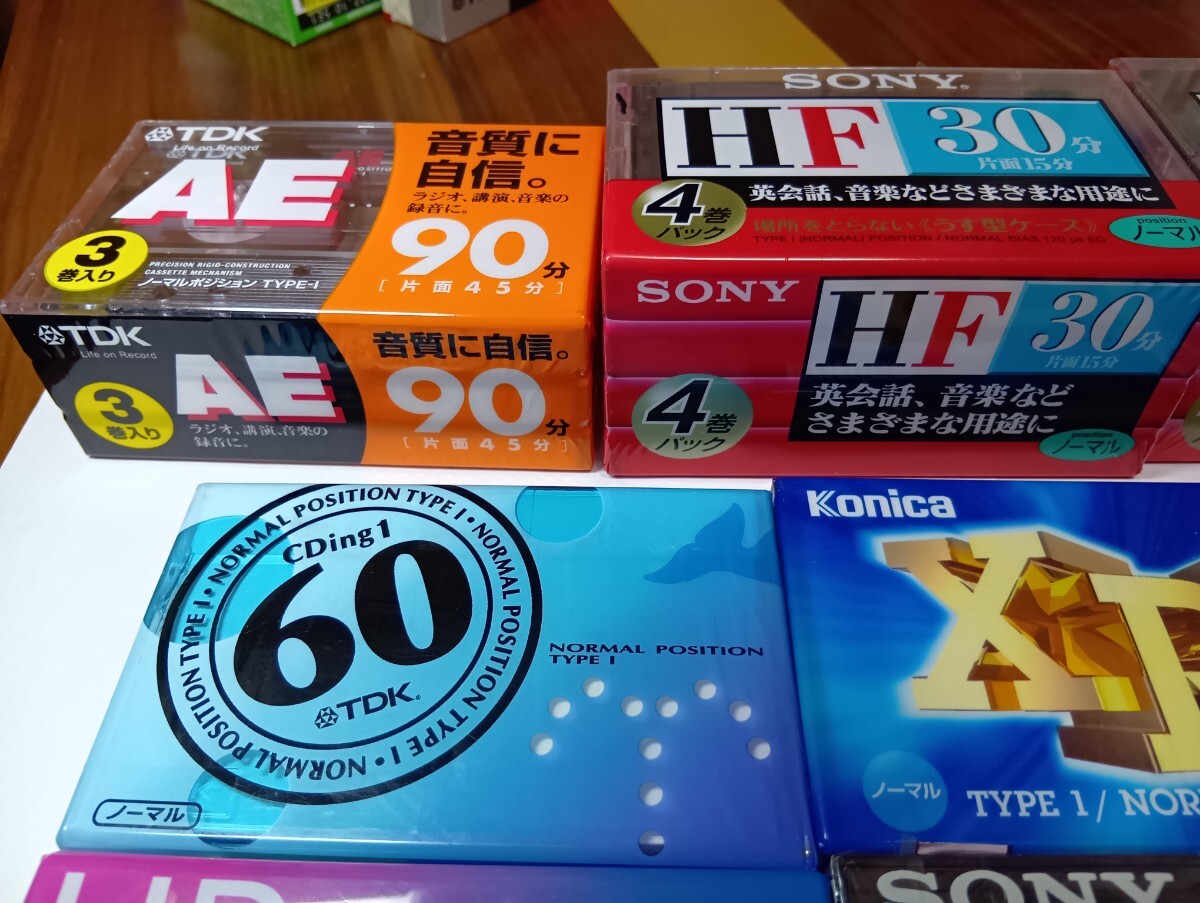 TDK
Life on Record
AE
3
巻入り
PRECISION RIGID-CONSTRUCTION
CASSETTE MECHANISM
ノーマルポジション TYPE-I
音質に
自信。
ラジオ、講演、音楽の
録音に。
90分
[片面45分]
TDK
Life on Record
AE
3
巻入り
ラジオ、講演、音楽の
録音に。
音質に自信。
90分
[片面45分]
SONY
HF 30分
片面15分
英会話、音楽などさまざまな用途に
4巻
パック
場所をとらない《うす型ケース》
TYPE I (NORMAL) POSITION / NORMAL BIAS 120 μs EQ
position
ノーマル
SONY
HF 30分
片面15分
4巻
パック
英会話、音楽など
さまざまな用途に
position
ノーマル
NORMAL POSITION TYPE I・NORMAL POSITION TYPE I・NORMAL POSITION TYPE I・
CDing1
60
TDK
NORMAL POSITION
TYPE I
ノーマル
Konica
X
ノーマル
TYPE 1 / NOR
SONY